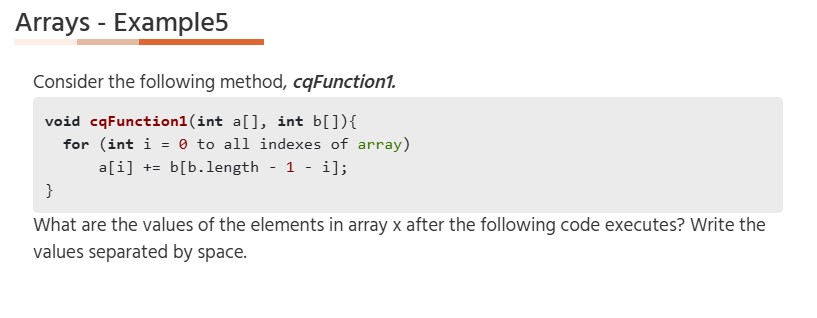 Arrays - Example5
Consider the following method, cqFunction1.
void cqFunction1(int a[], int b[]){
for (int i = 0 to all indexes of array)
a[i] += b[b.length - 1 - i];
}
What are the values of the elements in array x after the following code executes? Write the
values separated by space.